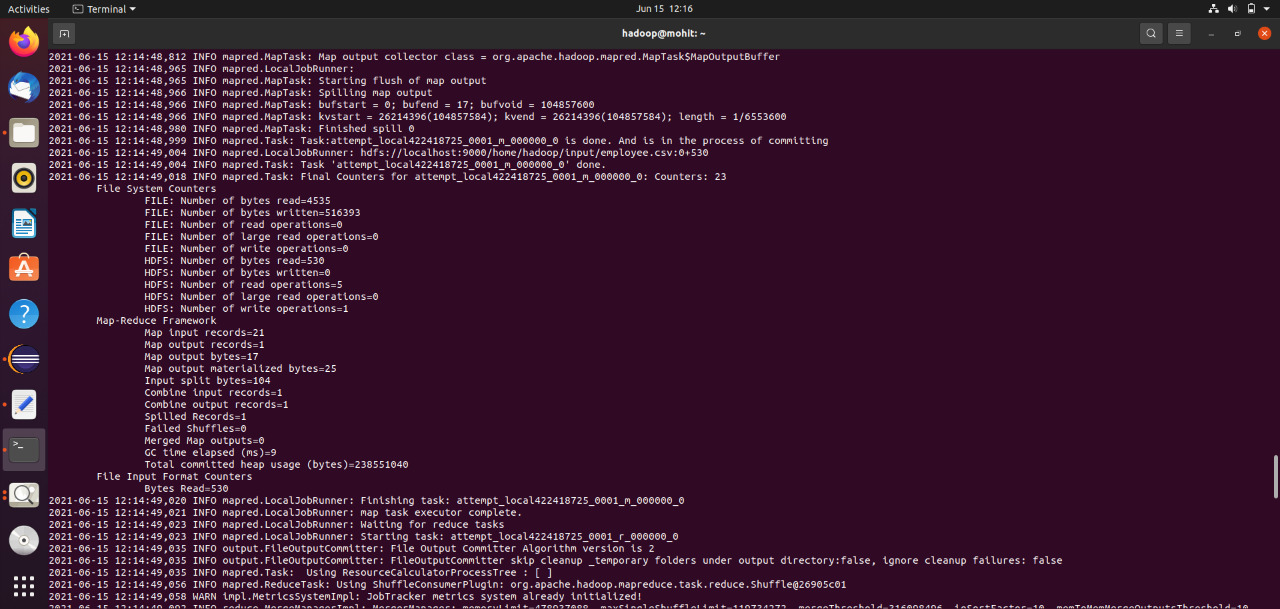 Activities Terminal Jun 15 12:16
hadoop@mohit: ~
2021-06-15 12:14:48,812 INFO mapred.MapTask: Map output collector class = org.apache.hadoop.mapred.MapTask$MapOutputBuffer
2021-06-15 12:14:48,965 INFO mapred.LocalJobRunner:
2021-06-15 12:14:48,965 INFO mapred.MapTask: Starting flush of map output
2021-06-15 12:14:48,966 INFO mapred.MapTask: Spilling map output
2021-06-15 12:14:48,966 INFO mapred.MapTask: bufstart = 0; bufend = 17; bufvoid = 104857600
2021-06-15 12:14:48,966 INFO mapred.MapTask: kvstart = 26214396(104857584); kvend = 26214396(104857584); length = 1/6553600
2021-06-15 12:14:48,980 INFO mapred.MapTask: Finished spill 0
2021-06-15 12:14:48,999 INFO mapred.Task: Task:attempt_local422418725_0001_m_000000_0 is done. And is in the process of committing
2021-06-15 12:14:49,004 INFO mapred.LocalJobRunner: hdfs://localhost:9000/home/hadoop/input/employee.csv:0+530
2021-06-15 12:14:49,004 INFO mapred.Task: Task 'attempt_local422418725_0001_m_000000_0' done.
2021-06-15 12:14:49,018 INFO mapred.Task: Final Counters for attempt_local422418725_0001_m_000000_0: Counters: 23
File System Counters
FILE: Number of bytes read=4535
FILE: Number of bytes written=516393
FILE: Number of read operations=0
FILE: Number of large read operations=0
FILE: Number of write operations=0
HDFS: Number of bytes read=530
HDFS: Number of bytes written=0
HDFS: Number of read operations=5
HDFS: Number of large read operations=0
HDFS: Number of write operations=1
Map-Reduce Framework
Map input records=21
Map output records=1
Map output bytes=17
Map output materialized bytes=25
Input split bytes=104
Combine input records=1
Combine output records=1
Spilled Records=1
Failed Shuffles=0
Merged Map outputs=0
GC time elapsed (ms)=9
Total committed heap usage (bytes)=238551040
File Input Format Counters
Bytes Read=530
2021-06-15 12:14:49,020 INFO mapred.LocalJobRunner: Finishing task: attempt_local422418725_0001_m_000000_0
2021-06-15 12:14:49,021 INFO mapred.LocalJobRunner: map task executor complete.
2021-06-15 12:14:49,023 INFO mapred.LocalJobRunner: Waiting for reduce tasks
2021-06-15 12:14:49,023 INFO mapred.LocalJobRunner: Starting task: attempt_local422418725_0001_r_000000_0
2021-06-15 12:14:49,035 INFO output.FileOutputCommitter: File Output Committer Algorithm version is 2
2021-06-15 12:14:49,035 INFO output.FileOutputCommitter: FileOutputCommitter skip cleanup _temporary folders under output directory:false, ignore cleanup failures: false
2021-06-15 12:14:49,035 INFO mapred.Task: Using ResourceCalculatorProcessTree : [ ]
2021-06-15 12:14:49,056 INFO mapred.ReduceTask: Using ShuffleConsumerPlugin: org.apache.hadoop.mapreduce.task.reduce.Shuffle@26905c01
2021-06-15 12:14:49,058 WARN impl.MetricsSystemImpl: JobTracker metrics system already initialized!
2021-06-15 12:14:49,092 INFO reduce.MergeManagerImpl: MergerManager: memoryLimit=478937088, maxSingleShuffleLimit=119734272, mergeThreshold=316098496, ioSortFactor=10, memToMemMergeOutputsThreshold=10